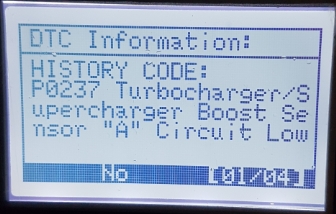 DTC Information:
HISTORY CODE:
P0237 Turbocharger/S
upercharger Boost Se
nsor "A" Circuit Low
No [01/04]